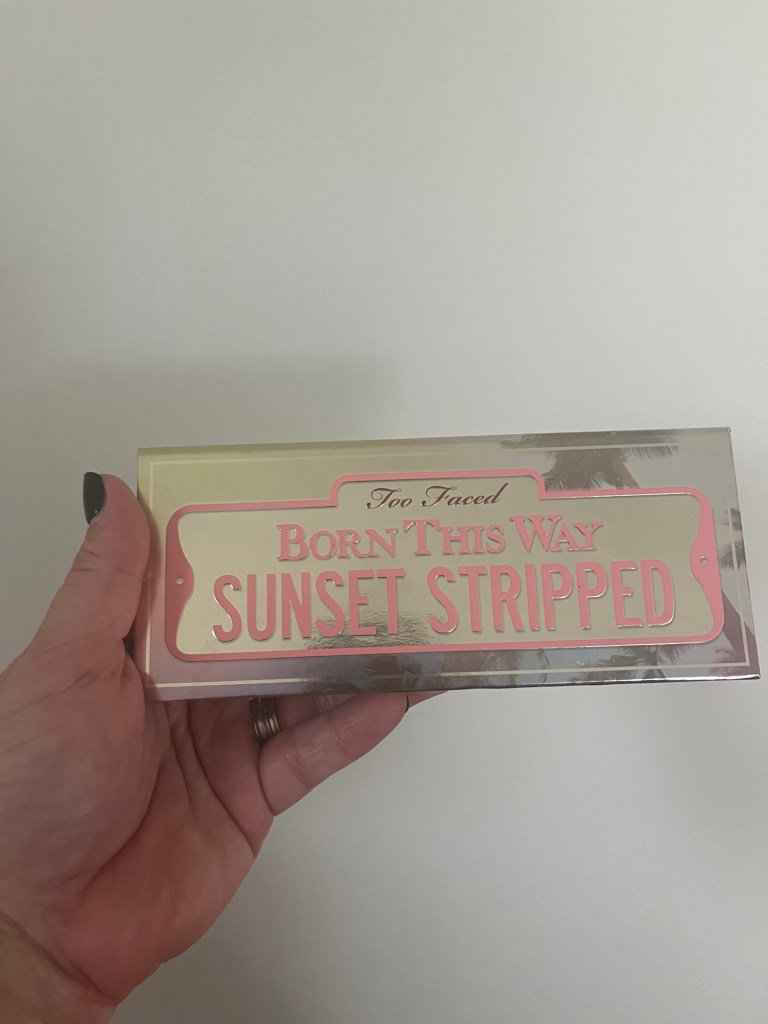 Too Faced
BORN THIS WAY
SUNSET STRIPPED